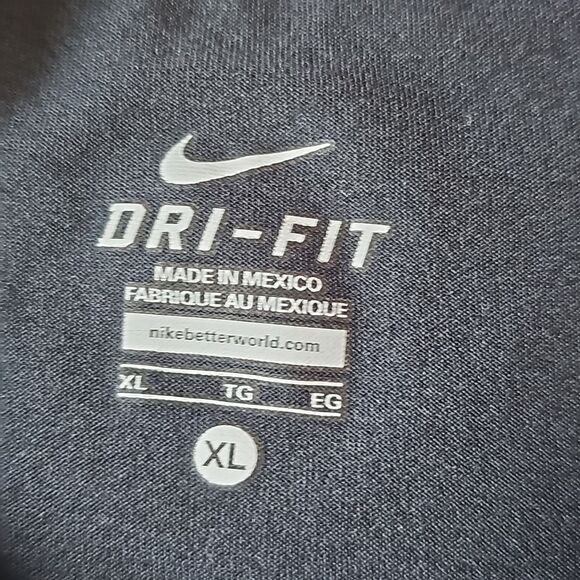 DRI-FIT
MADE IN MEXICO
FABRIQUE AU MEXIQUE
nikebetterworld.com
XL TG EG
XL